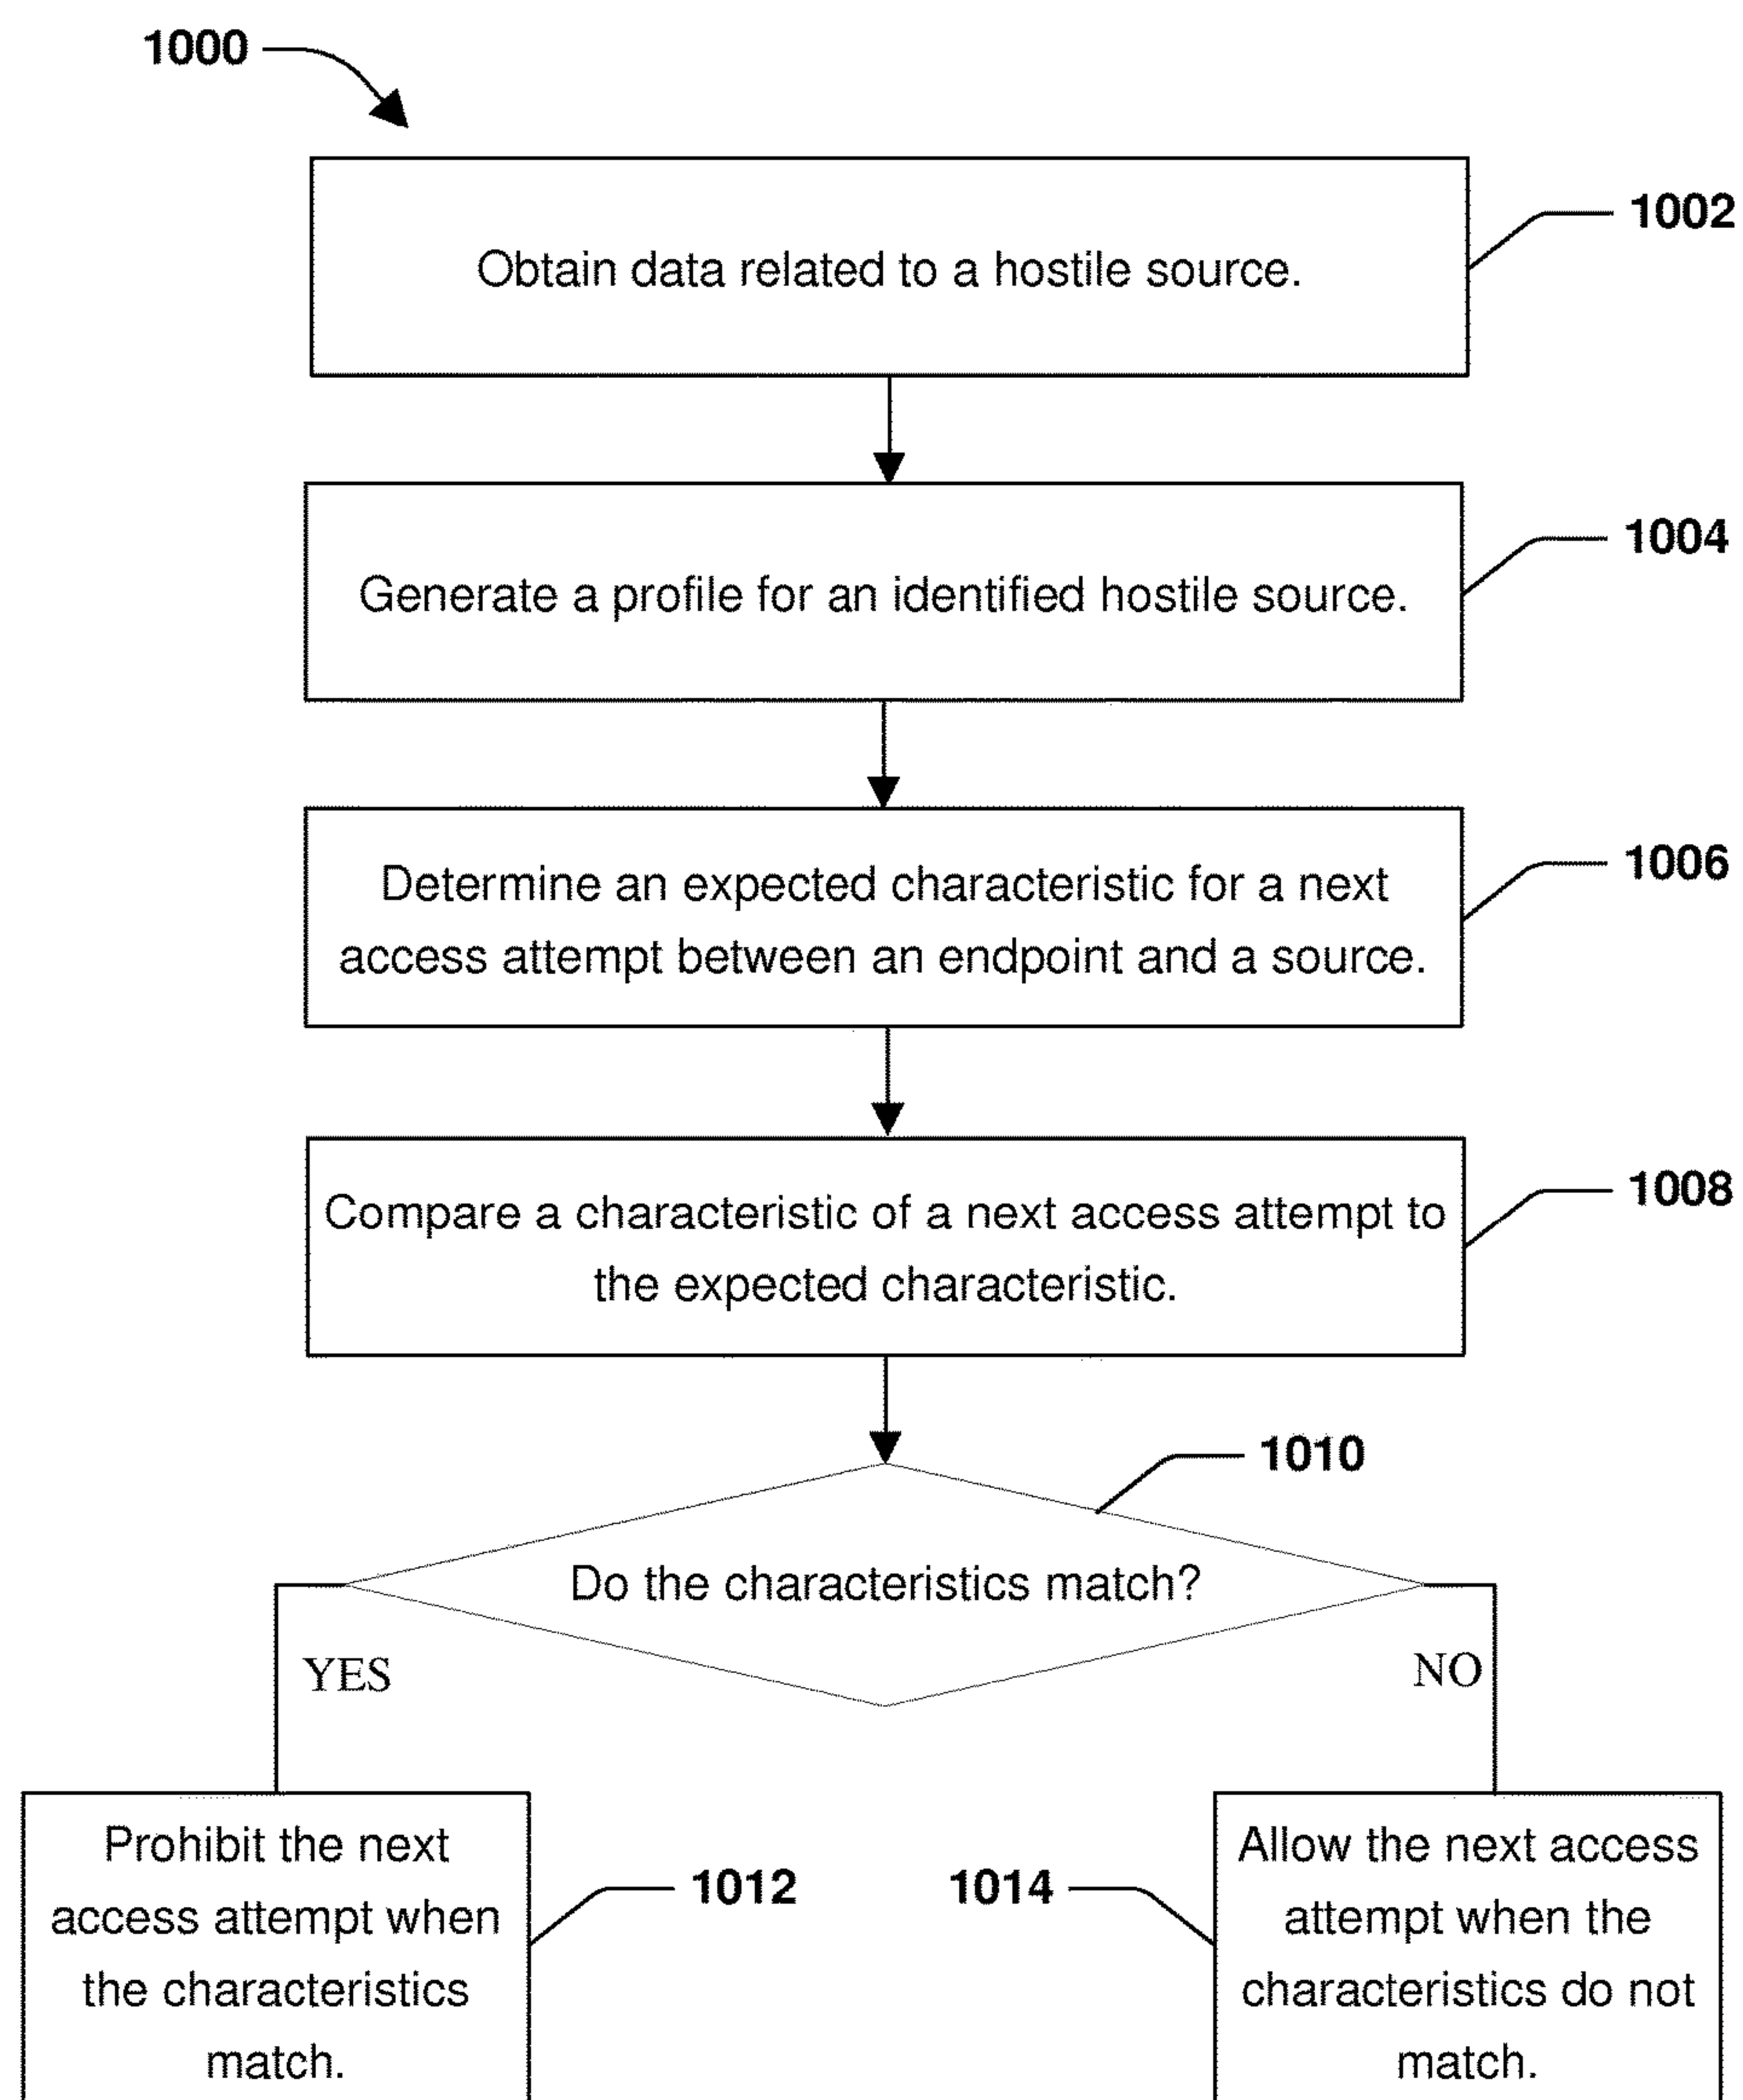 1000
Obtain data related to a hostile source.
1002
Generate a profile for an identified hostile source.
1004
Determine an expected characteristic for a next
access attempt between an endpoint and a source.
1006
Compare a characteristic of a next access attempt to
the expected characteristic.
1008
1010
Do the characteristics match?
YES
NO
Prohibit the next
access attempt when
the characteristics
match.
1012
1014
Allow the next access
attempt when the
characteristics do not
match.